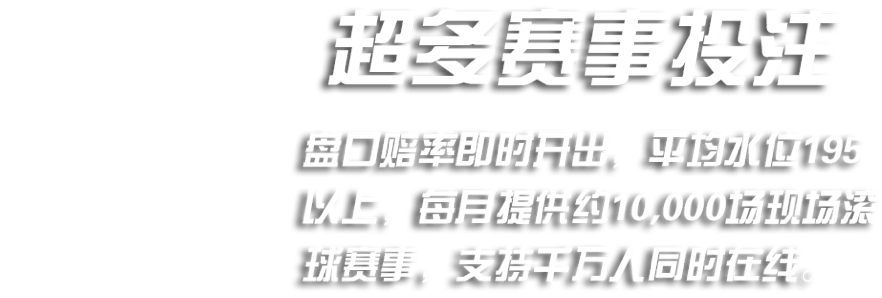 超多赛事投注
盘口赔率即时开出，平均水位195
以上，每月提供约10,000场现场滚
球赛事，支持千万人同时在线。